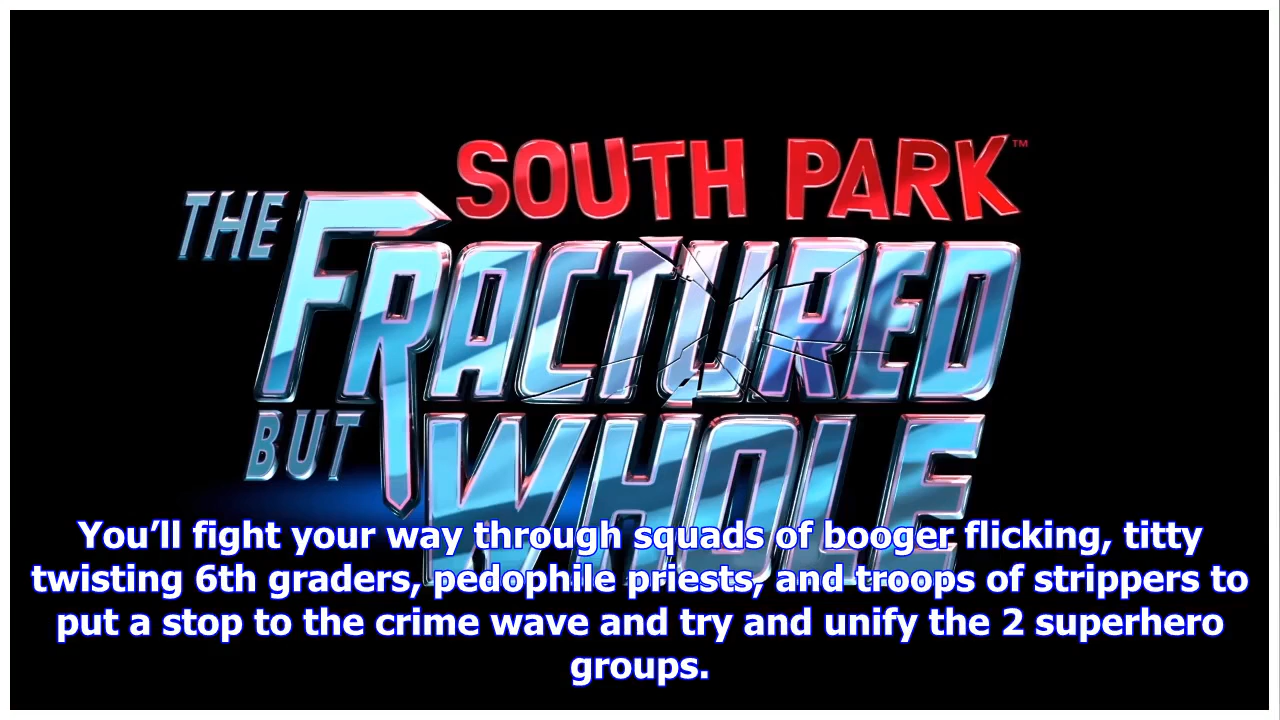 SOUTH PARK™
THE FRACTURED
BUT WHOLE
You’ll fight your way through squads of booger flicking, titty
twisting 6th graders, pedophile priests, and troops of strippers to
put a stop to the crime wave and try and unify the 2 superhero
groups.